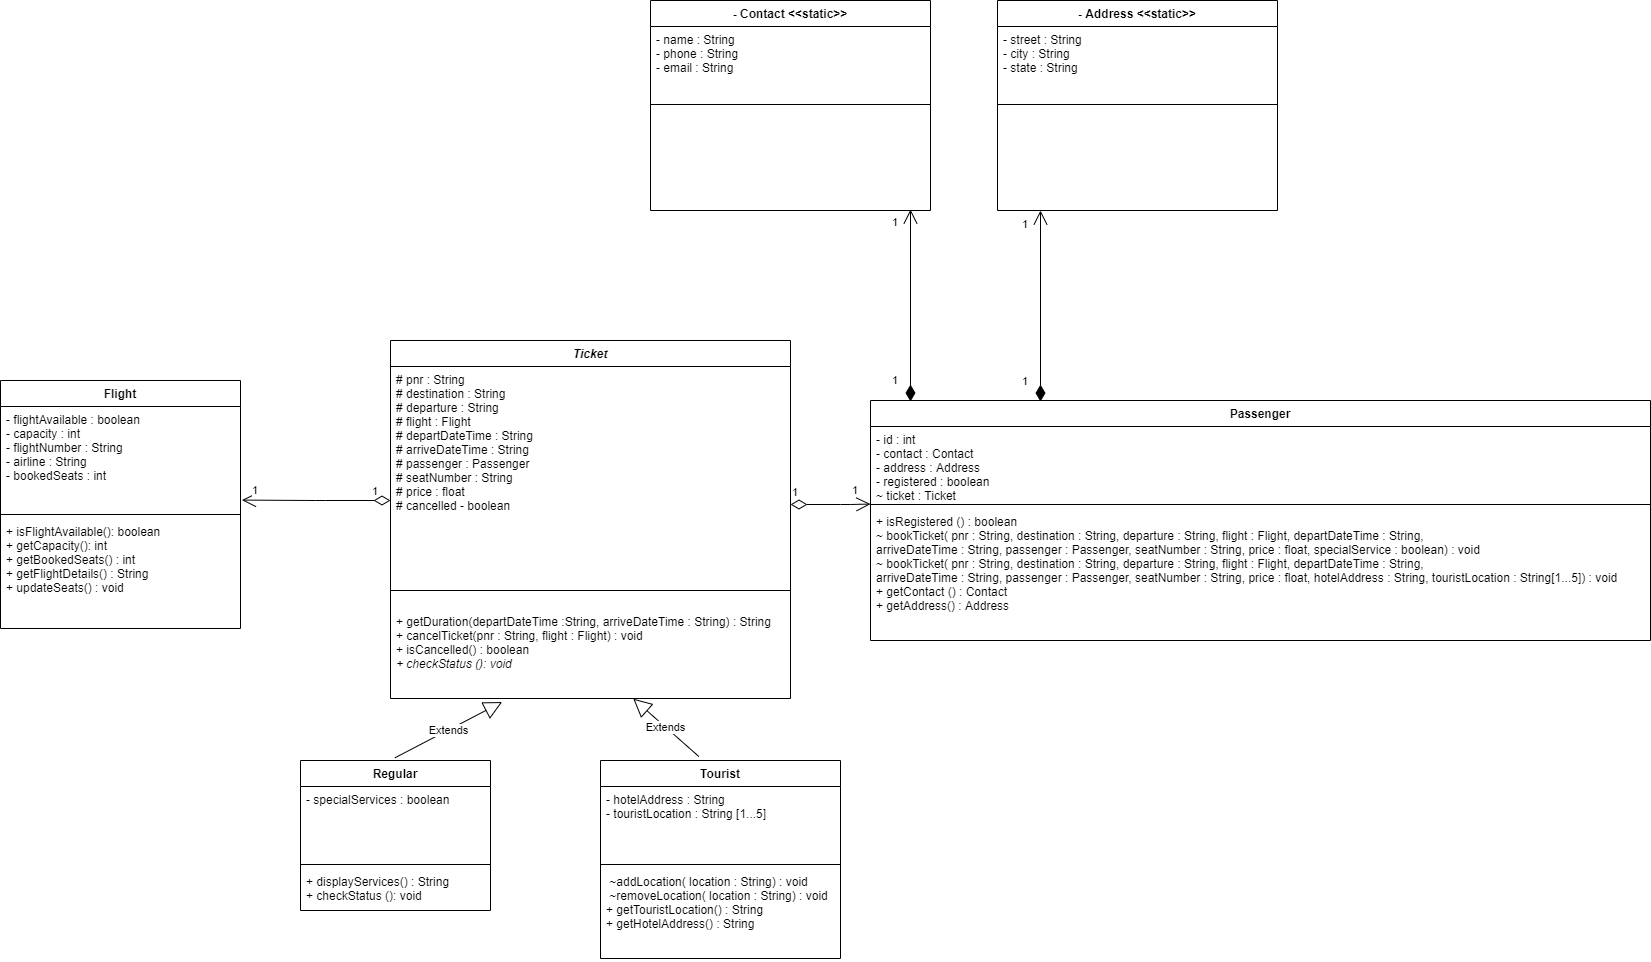 - Contact <<static>>
- name : String
- phone : String
- email : String
- Address <<static>>
- street : String
- city : String
- state : String
1
1
1
1
Flight
- flightAvailable : boolean
- capacity : int
- flightNumber : String
- airline : String
- bookedSeats : int
+ isFlightAvailable(): boolean
+ getCapacity(): int
+ getBookedSeats() : int
+ getFlightDetails() : String
+ updateSeats() : void
1
1
Ticket
# pnr : String
# destination : String
# departure : String
# flight : Flight
# departDateTime : String
# arriveDateTime : String
# passenger : Passenger
# seatNumber : String
# price : float
# cancelled - boolean
+ getDuration(departDateTime :String, arriveDateTime : String) : String
+ cancelTicket(pnr : String, flight : Flight) : void
+ isCancelled() : boolean
+ checkStatus (): void
1
1
Passenger
- id : int
- contact : Contact
- address : Address
- registered : boolean
~ ticket : Ticket
+ isRegistered () : boolean
~ bookTicket( pnr : String, destination : String, departure : String, flight : Flight, departDateTime : String,
arriveDateTime : String, passenger : Passenger, seatNumber : String, price : float, specialService : boolean) : void
~ bookTicket( pnr : String, destination : String, departure : String, flight : Flight, departDateTime : String,
arriveDateTime : String, passenger : Passenger, seatNumber : String, price : float, hotelAddress : String, touristLocation : String[1...5]) : void
+ getContact () : Contact
+ getAddress() : Address
Extends
Extends
Regular
- specialServices : boolean
+ displayServices() : String
+ checkStatus (): void
Tourist
- hotelAddress : String
- touristLocation : String [1...5]
~addLocation( location : String) : void
~removeLocation( location : String) : void
+ getTouristLocation() : String
+ getHotelAddress() : String